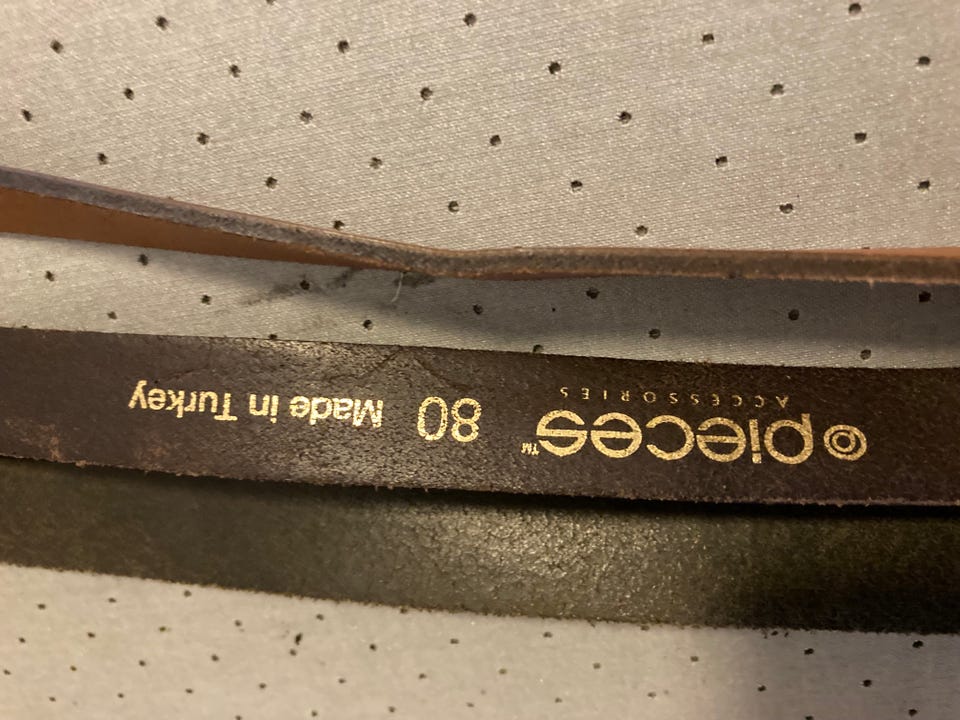 pieces™
ACCESSORIES
80 Made in Turkey